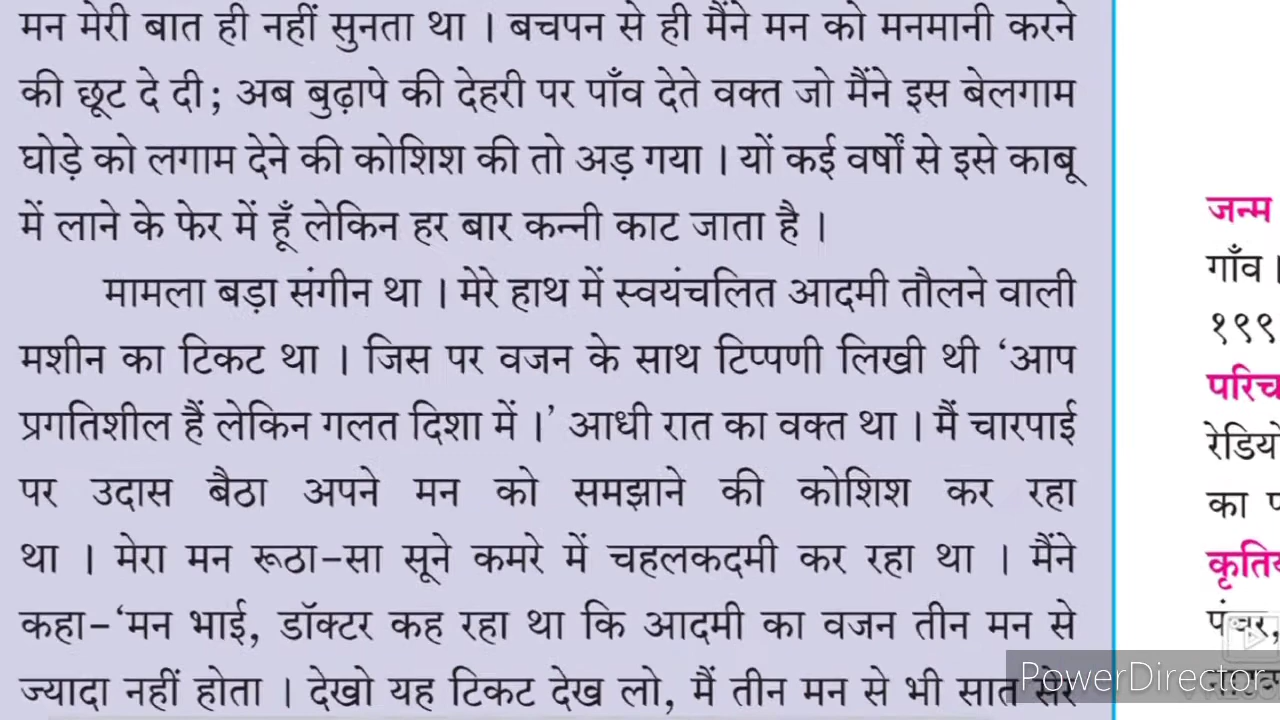 मन मेरी बात ही नहीं सुनता था । बचपन से ही मैंने मन को मनमानी करने
की छूट दे दी; अब बुढ़ापे की देहरी पर पाँव देते वक्त जो मैंने इस बेलगाम
घोड़े को लगाम देने की कोशिश की तो अड़ गया । यों कई वर्षों से इसे काबू
में लाने के फेर में हूँ लेकिन हर बार कन्नी काट जाता है ।
मामला बड़ा संगीन था । मेरे हाथ में स्वयंचलित आदमी तौलने वाली
मशीन का टिकट था । जिस पर वजन के साथ टिप्पणी लिखी थी ‘आप
प्रगतिशील हैं लेकिन गलत दिशा में ।’ आधी रात का वक्त था । मैं चारपाई
पर उदास बैठा अपने मन को समझाने की कोशिश कर रहा
था । मेरा मन रूठा-सा सूने कमरे में चहलकदमी कर रहा था । मैंने
कहा-‘मन भाई, डॉक्टर कह रहा था कि आदमी का वजन तीन मन से
ज्यादा नहीं होता । देखो यह टिकट देख लो, मैं तीन मन से भी सात सेर
जन्म
गाँव ।
१९९
परिच
रेडियो
का
कृति
पंचर,
PowerDirector